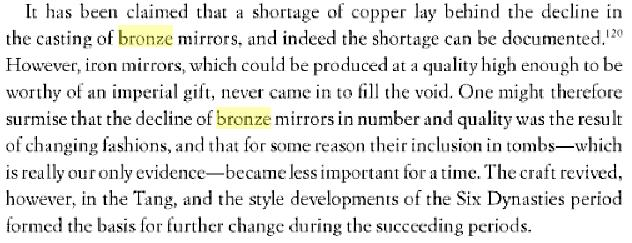 It has been claimed that a shortage of copper lay behind the decline in
the casting of bronze mirrors, and indeed the shortage can be documented.¹²⁰
However, iron mirrors, which could be produced at a quality high enough to be
worthy of an imperial gift, never came in to fill the void. One might therefore
surmise that the decline of bronze mirrors in number and quality was the result
of changing fashions, and that for some reason their inclusion in tombs—which
is really our only evidence—became less important for a time. The craft revived,
however, in the Tang, and the style developments of the Six Dynasties period
formed the basis for further change during the succeeding periods.